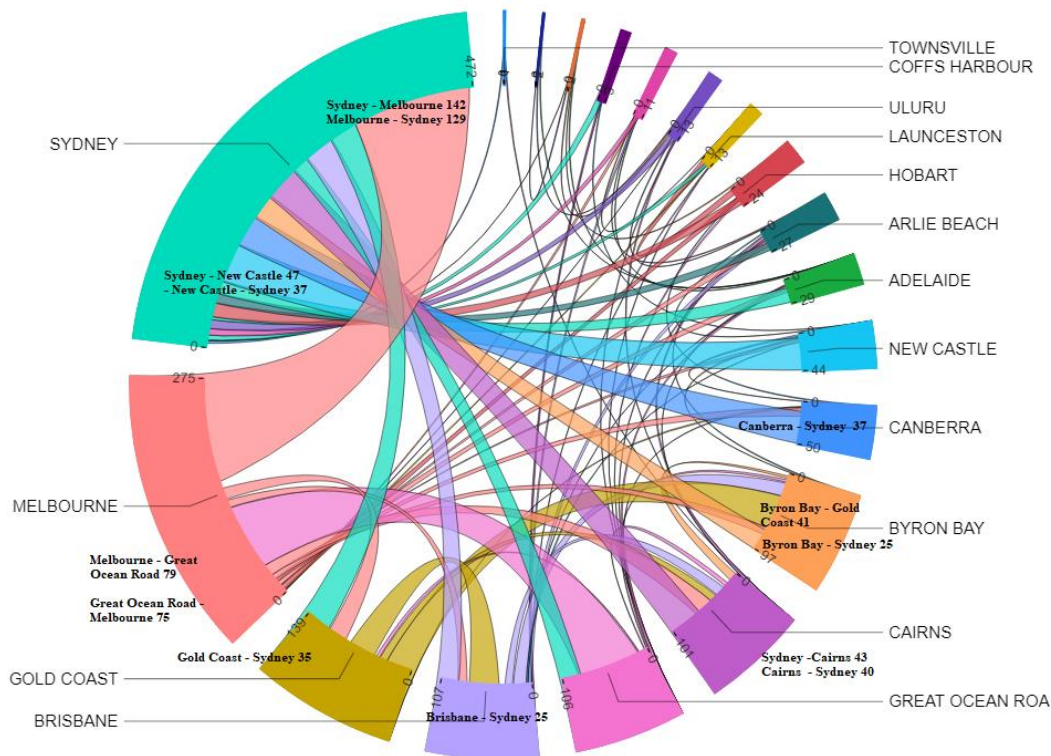 TOWNSVILLE
COFFS HARBOUR
ULURU
LAUNCESTON
HOBART
ARLIE BEACH
ADELAIDE
NEW CASTLE
CANBERRA
BYRON BAY
CAIRNS
GREAT OCEAN ROA
BRISBANE
GOLD COAST
MELBOURNE
SYDNEY
472
Sydney - Melbourne 142
Melbourne - Sydney 129
Sydney - New Castle 47
- New Castle - Sydney 37
0
275
Melbourne - Great
Ocean Road 79
Great Ocean Road -
Melbourne 75
0
139
Gold Coast - Sydney 35
0
107
Brisbane - Sydney 25
0
106
0
101
Sydney -Cairns 43
Cairns - Sydney 40
0
97
Byron Bay - Gold
Coast 41
Byron Bay - Sydney 25
0
50
Canberra - Sydney 37
0
44
0
29
0
27
0
24
0
13
0
13
0
11
0